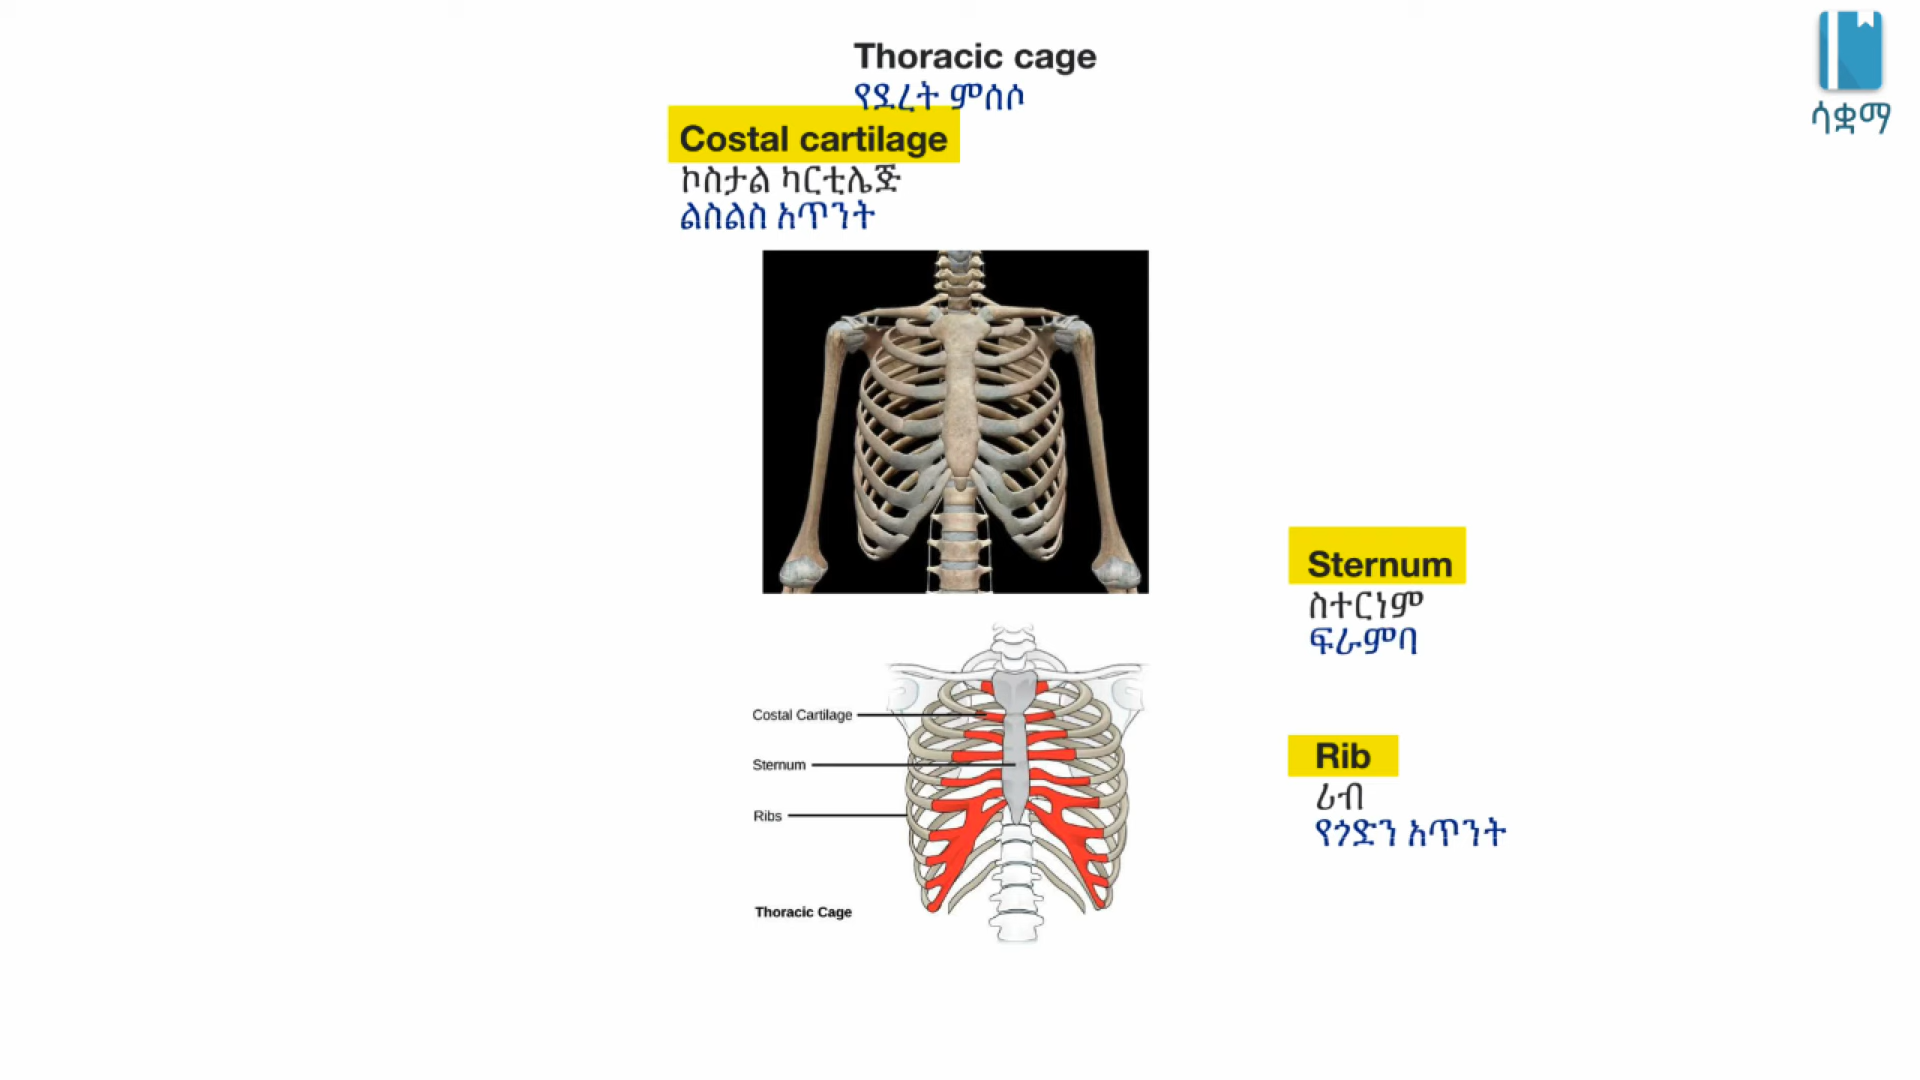 Thoracic cage
የደረት ምሰሶ
Costal cartilage
ኮስታል ካርቲሌጅ
ልስልስ አጥንት
ሳቋማ
Sternum
ስተርነም
ፍራምባ
Rib
ሪብ
የጎድን አጥንት
Costal Cartilage
Sternum
Ribs
Thoracic Cage